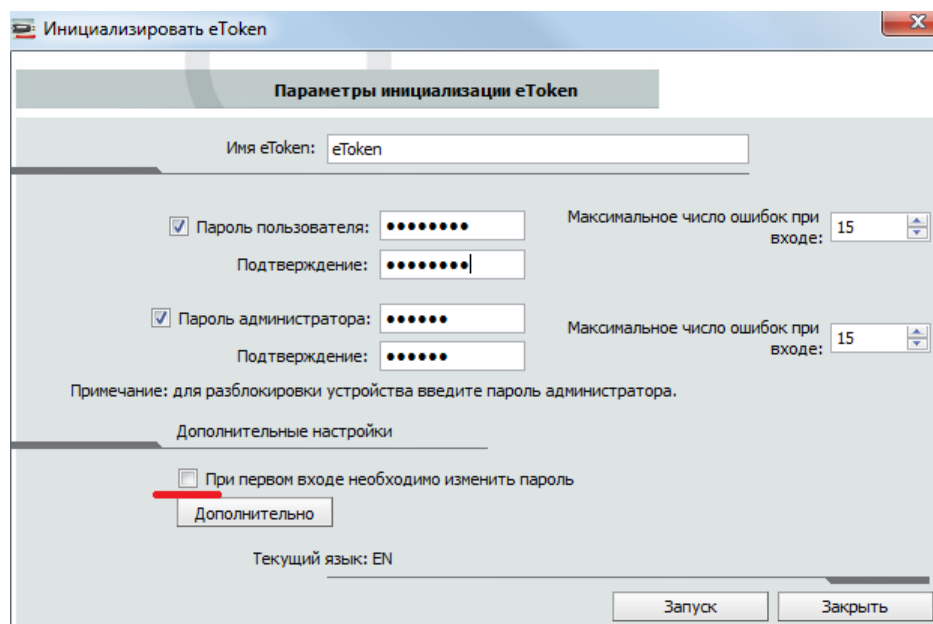 Инициализировать eToken
Параметры инициализации eToken
Имя eToken: eToken
Пароль пользователя: ●●●●●●●●
Максимальное число ошибок при
входе: 15
Подтверждение: ●●●●●●●●
Пароль администратора: ●●●●●●
Максимальное число ошибок при
входе: 15
Подтверждение: ●●●●●●
Примечание: для разблокировки устройства введите пароль администратора.
Дополнительные настройки
При первом входе необходимо изменить пароль
Дополнительно
Текущий язык: EN
Запуск Закрыть